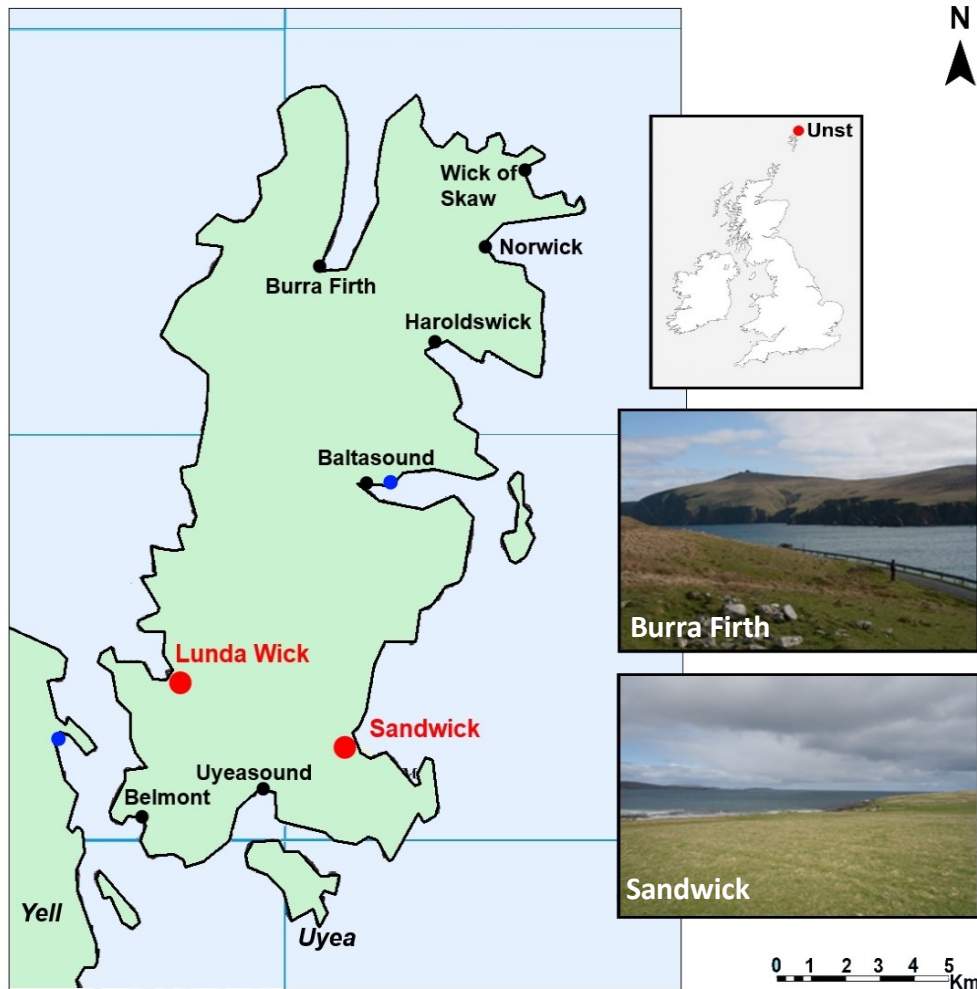 N
Unst
Wick of
Skaw
Norwick
Burra Firth
Haroldswick
Baltasound
Burra Firth
Lunda Wick
Sandwick
Uyeasound
Belmont
Sandwick
Yell
Uyea
0 1 2 3 4 5
Km